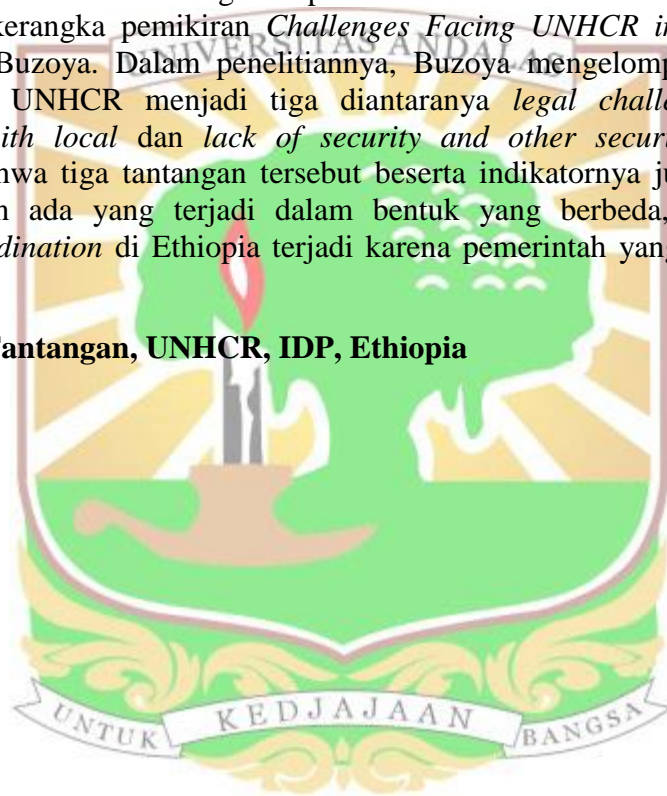 kerangka pemikiran Challenges Facing UNHCR in
UNIVERSITAS ANDALAS
Buzoya. Dalam penelitiannya, Buzoya mengelomp
UNHCR menjadi tiga diantaranya legal challe
ith local dan lack of security and other securi
hwa tiga tantangan tersebut beserta indikatornya ju
ada yang terjadi dalam bentuk yang berbeda,
dination di Ethiopia terjadi karena pemerintah yang
antangan, UNHCR, IDP, Ethiopia
UNTUK KEDJAJAAN BANGSA